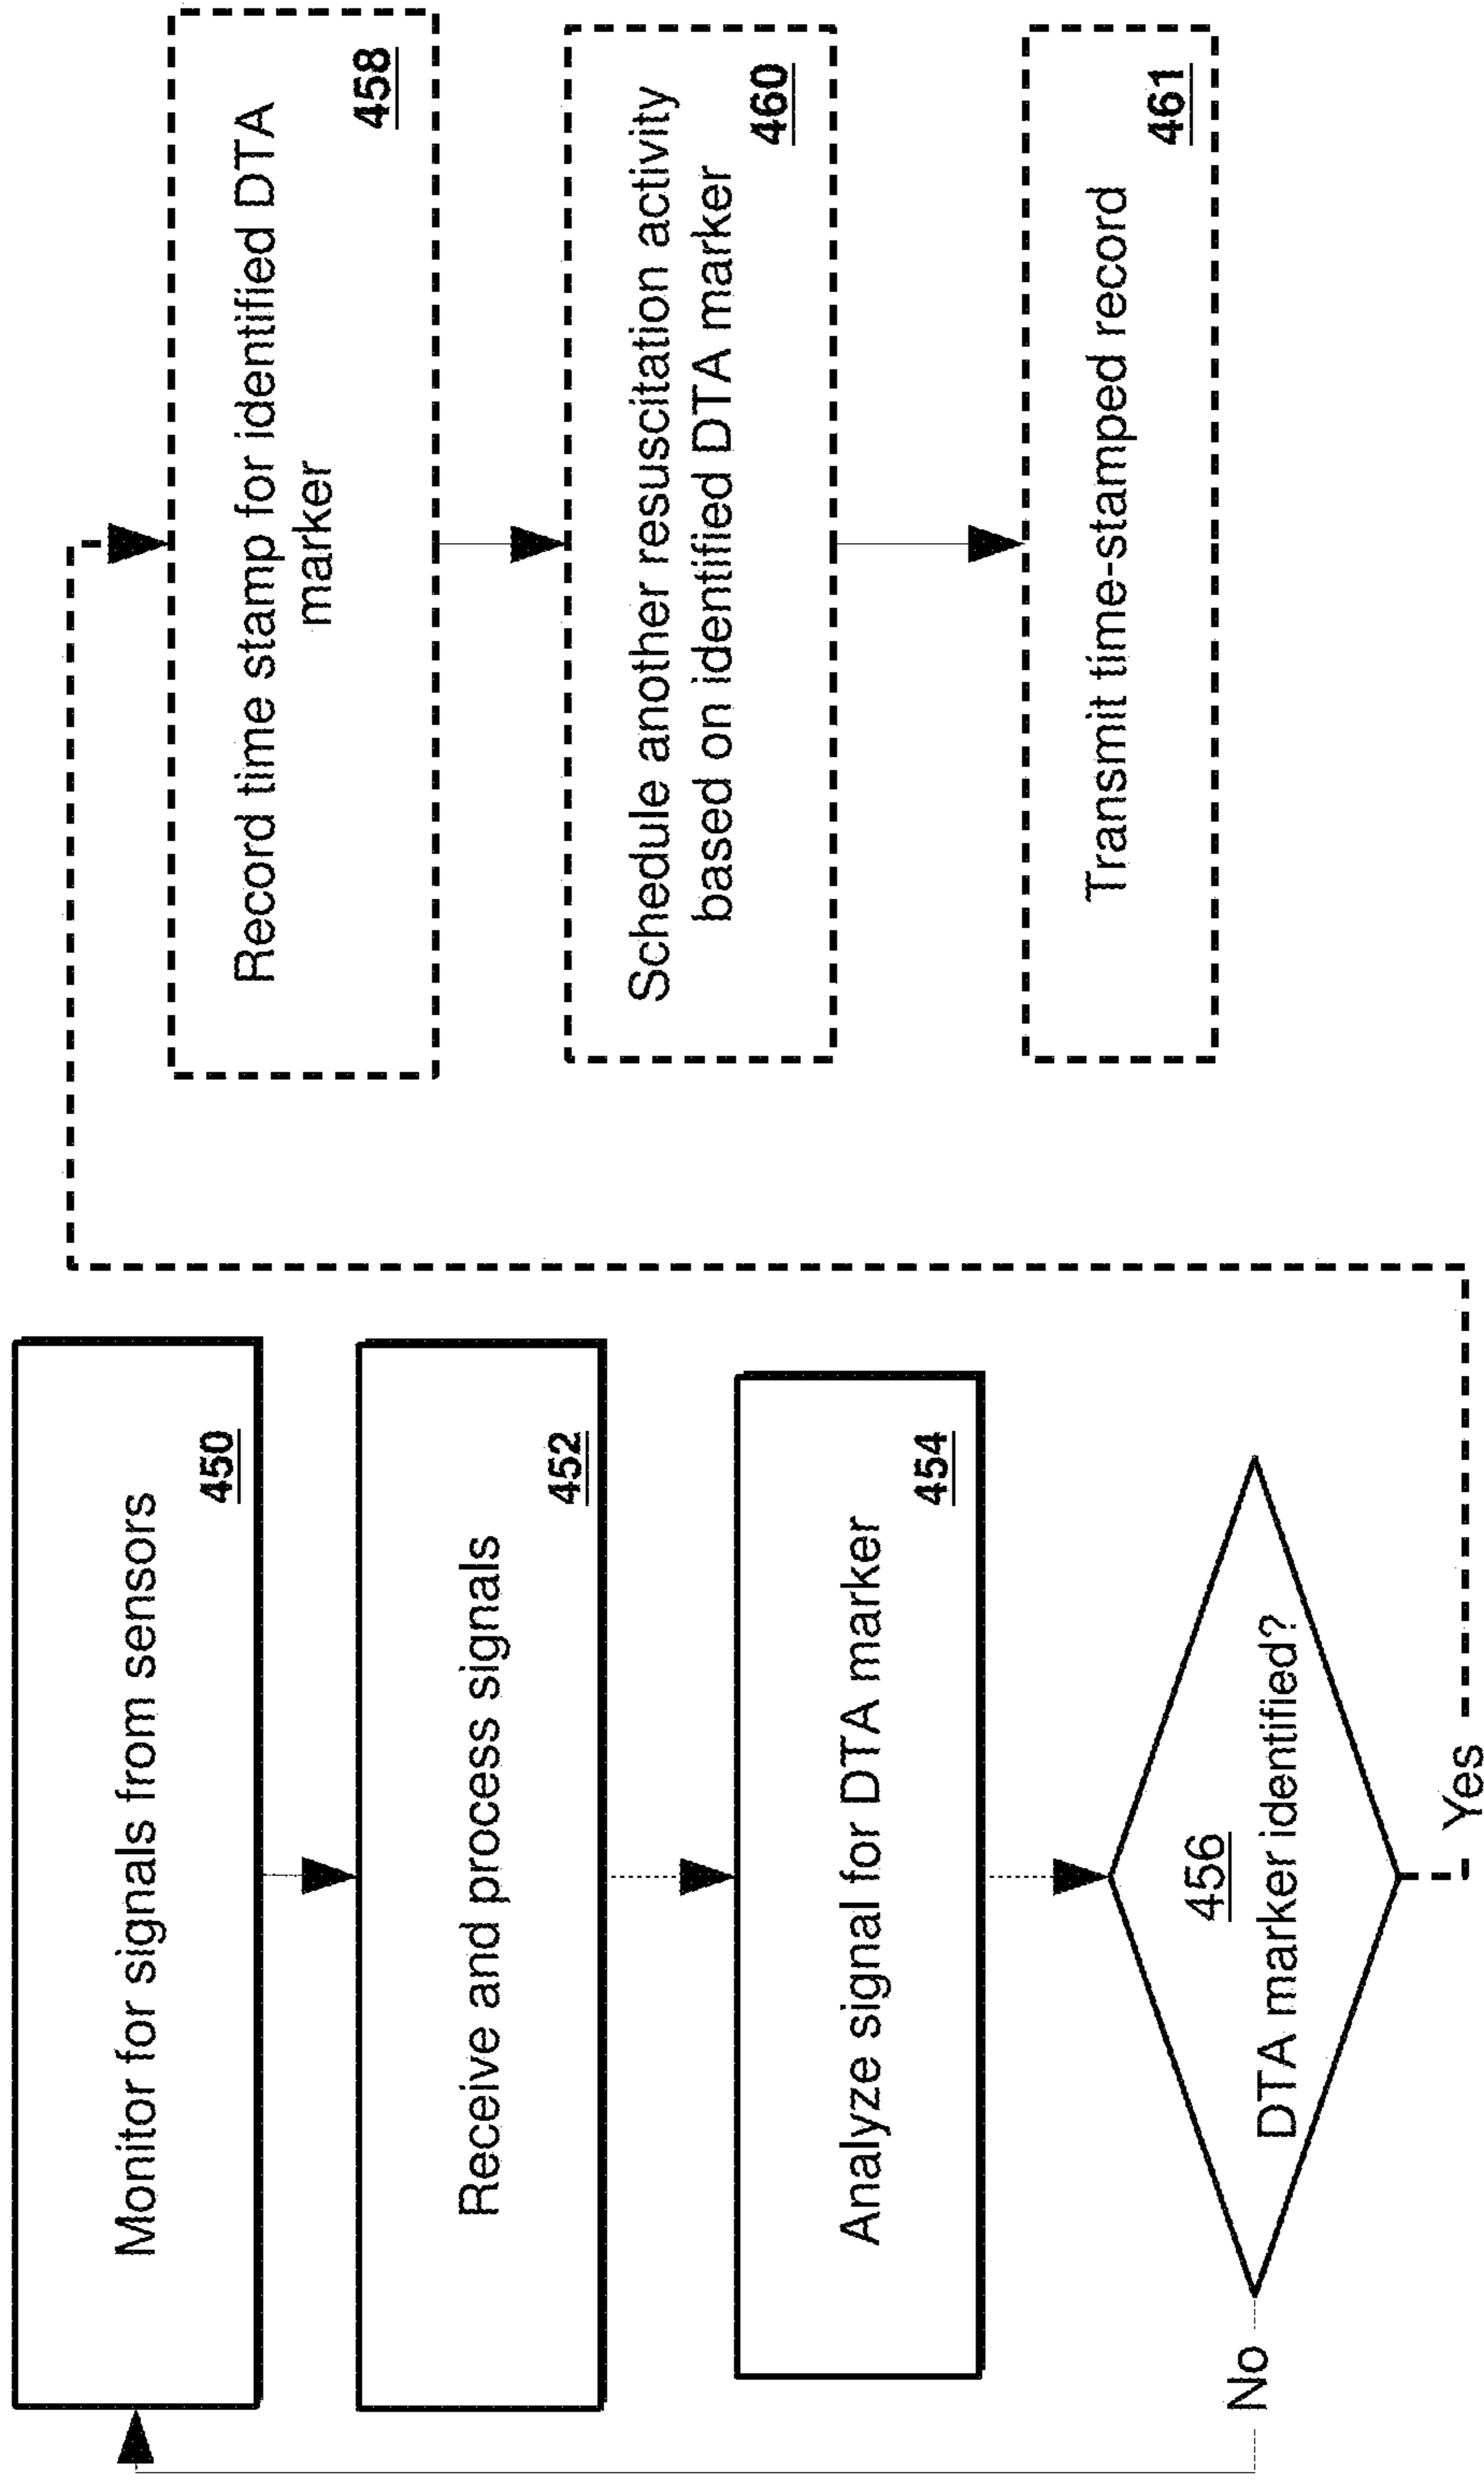 Monitor for signals from sensors
450
Receive and process signals
452
Analyze signal for DTA marker
454
456
DTA marker identified?
No
Yes
Record time stamp for identified DTA
marker
458
Schedule another resuscitation activity
based on identified DTA marker
460
Transmit time-stamped record
461